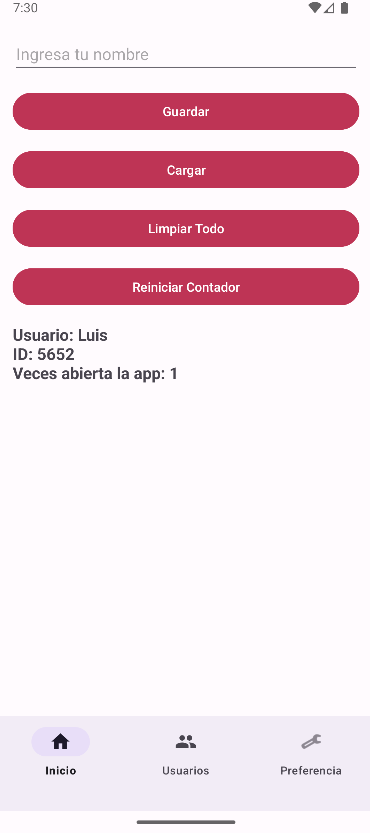 7:30
Ingresa tu nombre
Guardar
Cargar
Limpiar Todo
Reiniciar Contador
Usuario: Luis
ID: 5652
Veces abierta la app: 1
Inicio
Usuarios
Preferencia